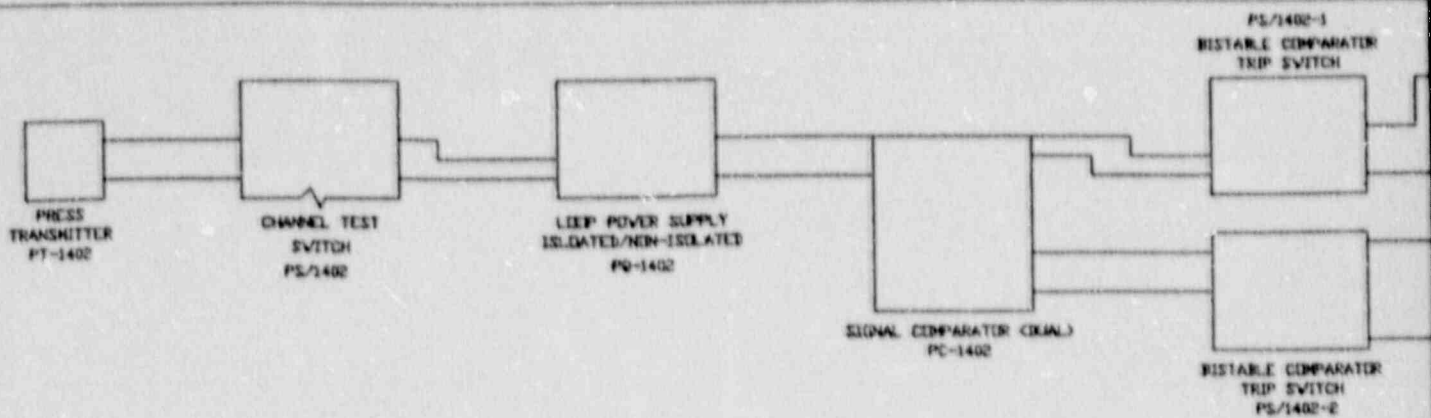 PRESS
TRANSMITTER
PT-1402
CHANNEL TEST
SWITCH
PS/1402
LOOP POWER SUPPLY
ISLOATED/NON-ISOLATED
PQ-1402
SIGNAL COMPARATOR (DUAL)
PC-1402
PS/1402-1
BISTABLE COMPARATOR
TRIP SWITCH
BISTABLE COMPARATOR
TRIP SWITCH
PS/1402-2